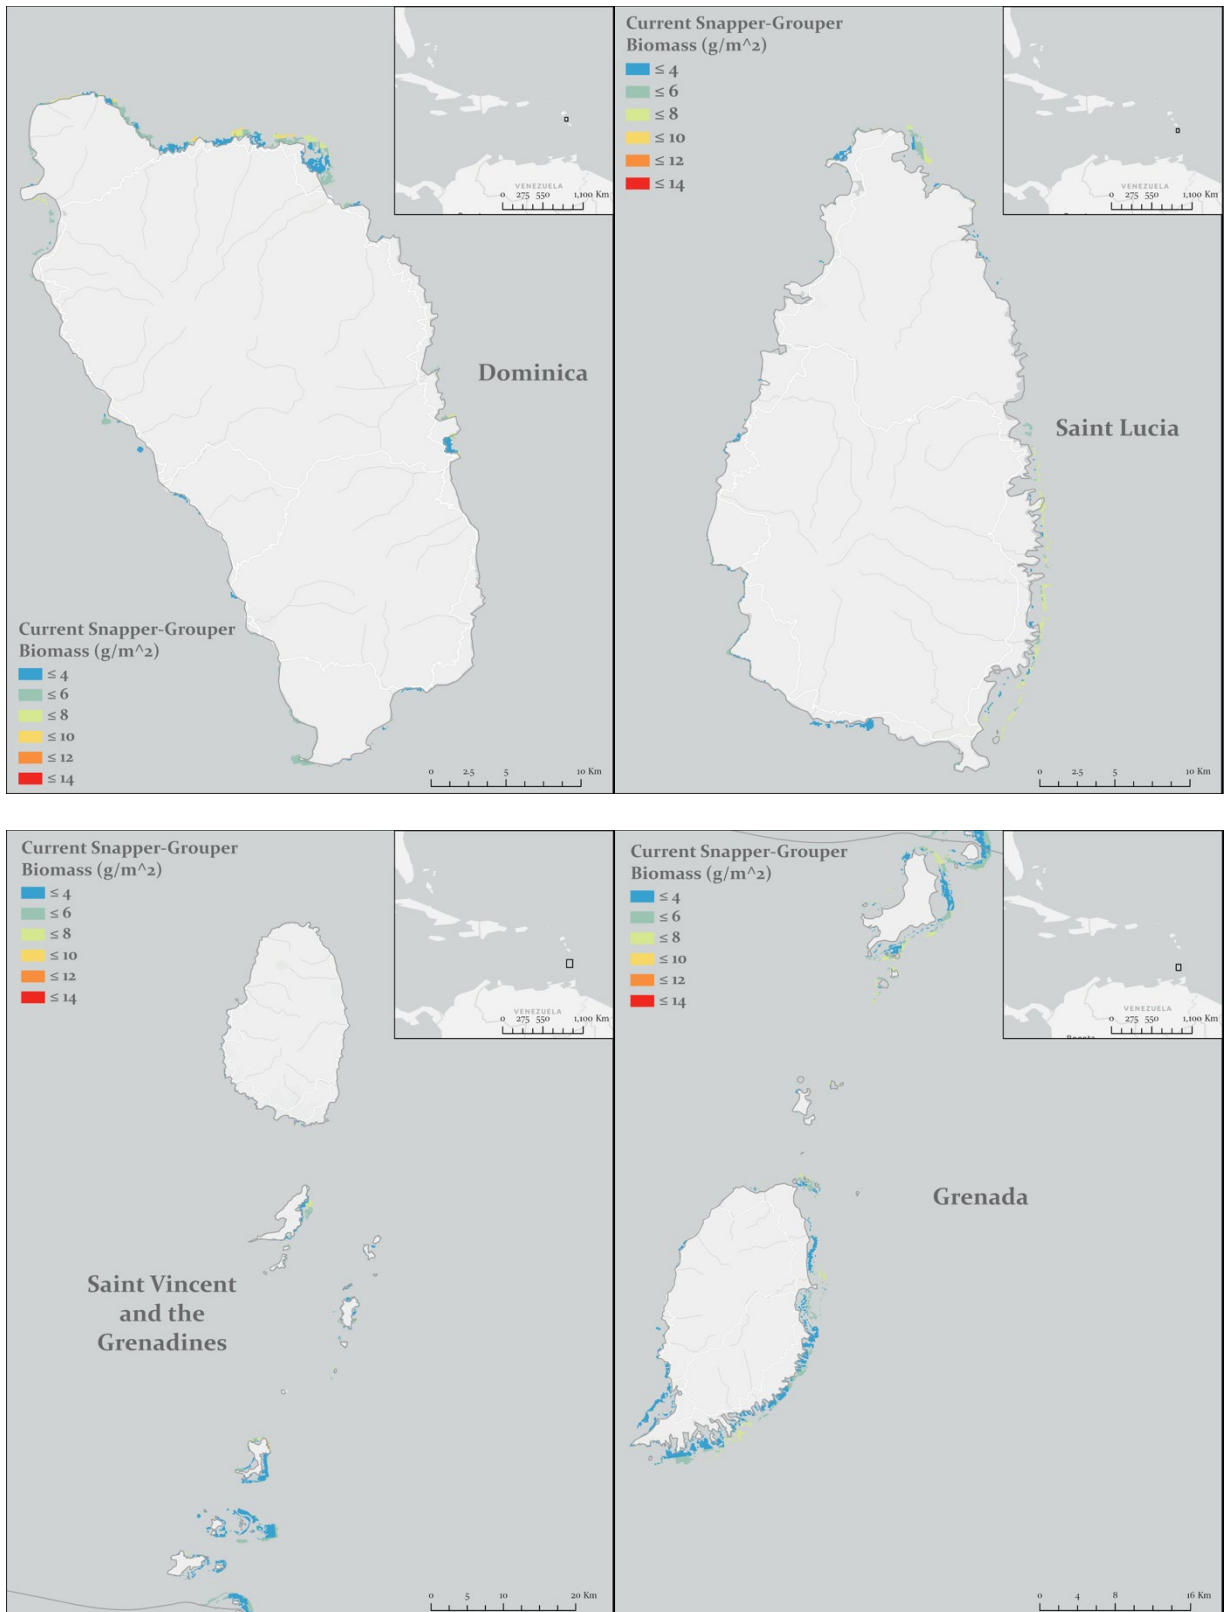 VENEZUELA
0 275 550 1,100 Km
Dominica
Current Snapper-Grouper
Biomass (g/m^2)
≤ 4
≤ 6
≤ 8
≤ 10
≤ 12
≤ 14
0 2.5 5 10 Km
Current Snapper-Grouper
Biomass (g/m^2)
≤ 4
≤ 6
≤ 8
≤ 10
≤ 12
≤ 14
VENEZUELA
0 275 550 1,100 Km
Saint Lucia
0 2.5 5 10 Km
Current Snapper-Grouper
Biomass (g/m^2)
≤ 4
≤ 6
≤ 8
≤ 10
≤ 12
≤ 14
VENEZUELA
0 275 550 1,100 Km
Saint Vincent
and the
Grenadines
0 5 10 20 Km
Current Snapper-Grouper
Biomass (g/m^2)
≤ 4
≤ 6
≤ 8
≤ 10
≤ 12
≤ 14
VENEZUELA
0 275 550 1,100 Km
Grenada
0 4 8 16 Km